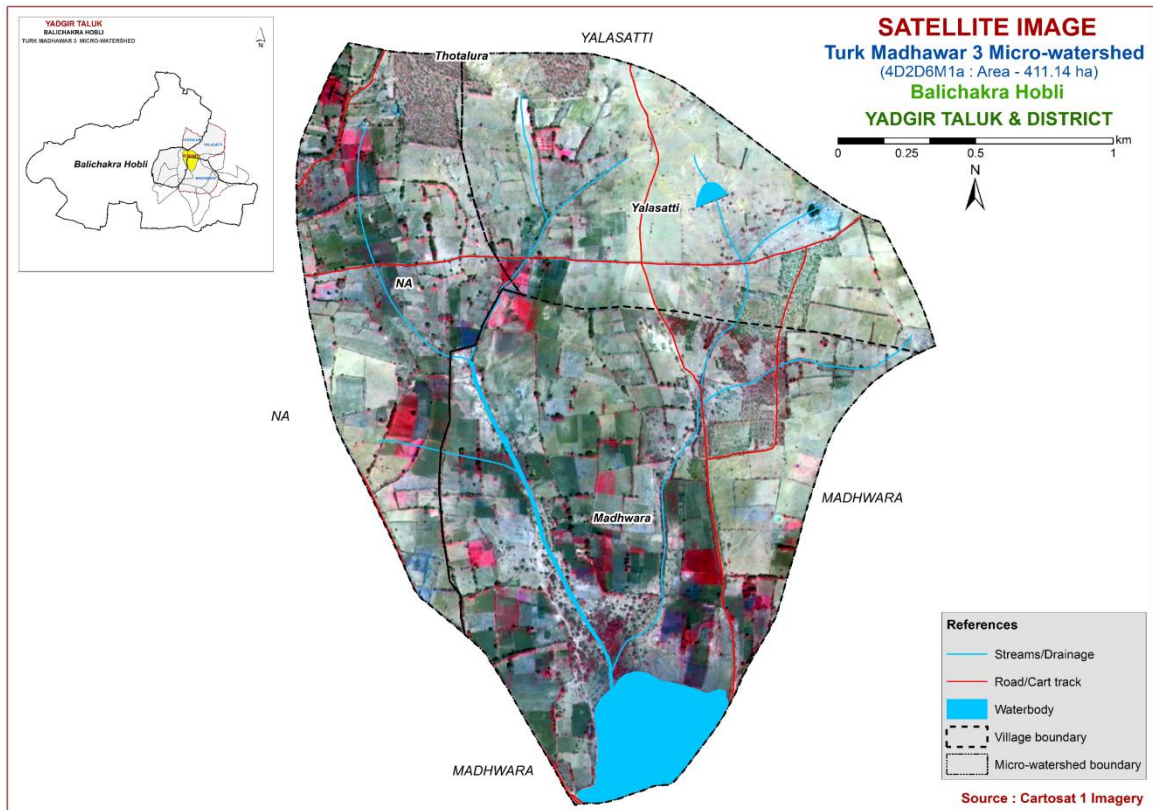 YADGIR TALUK
BALICHAKRA HOBLI
TURK MADHAWAR 3 MICRO-WATERSHED
N
Balichakra Hobli
YALASATTI
SATELLITE IMAGE
Turk Madhawar 3 Micro-watershed
(4D2D6M1a : Area - 411.14 ha)
Balichakra Hobli
YADGIR TALUK & DISTRICT
km
0 0.25 0.5 1
N
Thotalura
Yalasatti
NA
NA
MADHWARA
Madhwara
MADHWARA
References
Streams/Drainage
Road/Cart track
Waterbody
Village boundary
Micro-watershed boundary
Source : Cartosat 1 Imagery